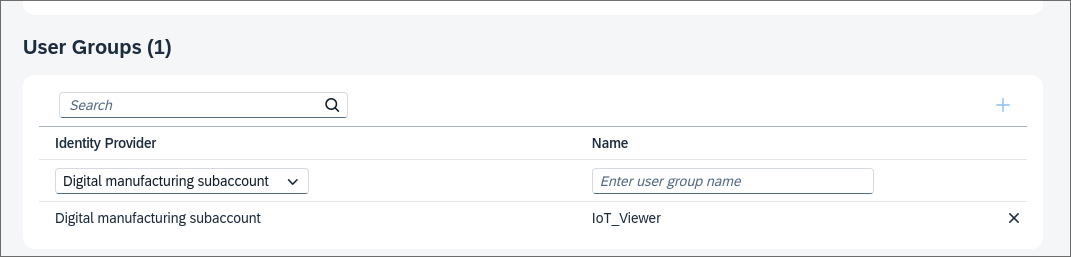 User Groups (1)
Search
Identity Provider Name
Digital manufacturing subaccount Enter user group name
Digital manufacturing subaccount IoT_Viewer